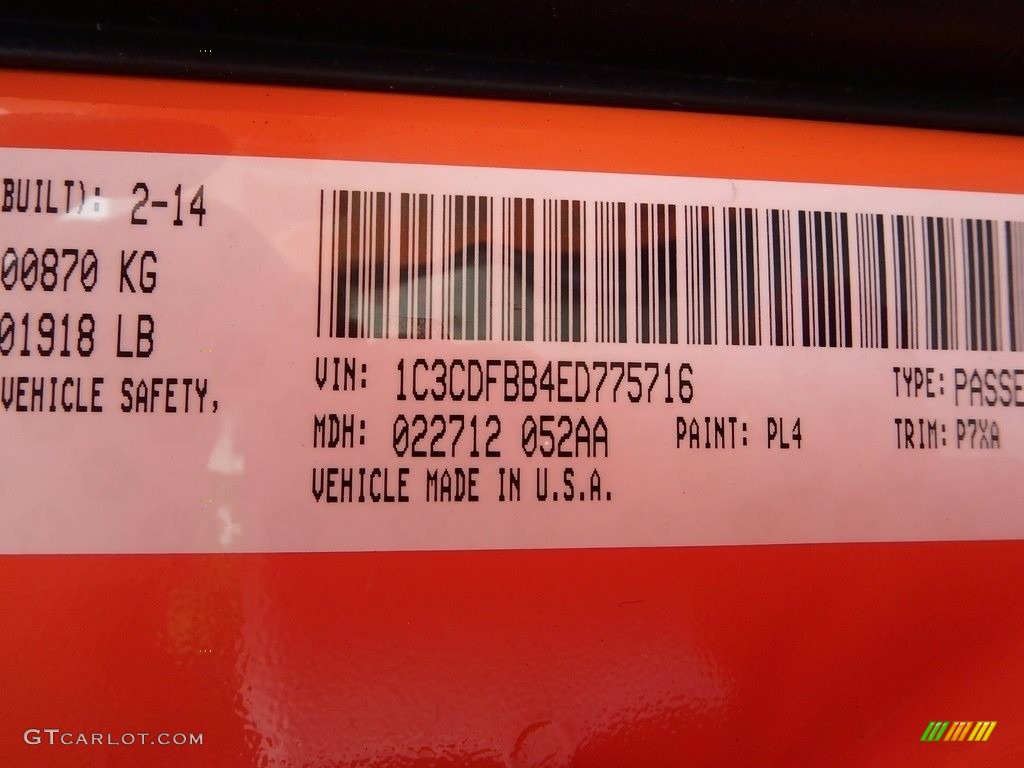 BUILT): 2-14
00870 KG
01918 LB
VEHICLE SAFETY,
VIN: 1C3CDFBB4ED775716 TYPE: PASSE
MDH: 022712 052AA PAINT: PL4 TRIM: P7XA
VEHICLE MADE IN U.S.A.
GTCARLOT.COM